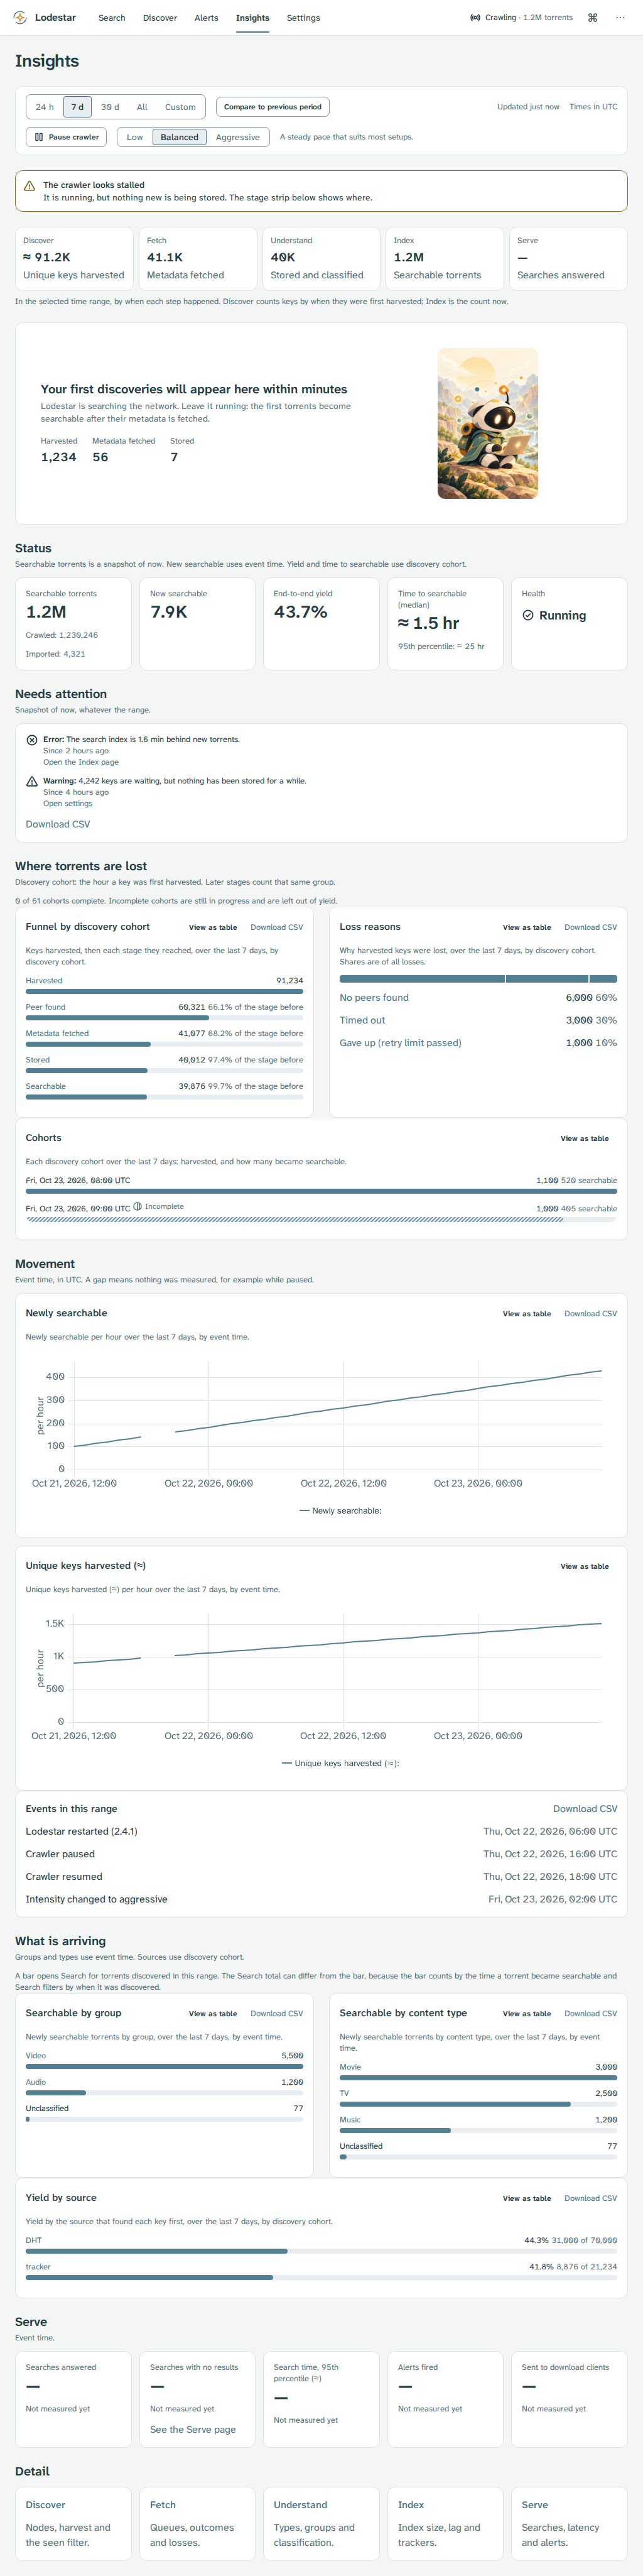 Lodestar
Search Discover Alerts Insights Settings
Crawling · 1.2M torrents
Insights
24 h 7 d 30 d All Custom
Compare to previous period
Updated just now Times in UTC
Pause crawler
Low Balanced Aggressive
A steady pace that suits most setups.
The crawler looks stalled
It is running, but nothing new is being stored. The stage strip below shows where.
Discover
≈ 91.2K
Unique keys harvested
Fetch
41.1K
Metadata fetched
Understand
40K
Stored and classified
Index
1.2M
Searchable torrents
Serve
—
Searches answered
In the selected time range, by when each step happened. Discover counts keys by when they were first harvested; Index is the count now.
Your first discoveries will appear here within minutes
Lodestar is searching the network. Leave it running: the first torrents become
searchable after their metadata is fetched.
Harvested Metadata fetched Stored
1,234 56 7
Status
Searchable torrents is a snapshot of now. New searchable uses event time. Yield and time to searchable use discovery cohort.
Searchable torrents
1.2M
Crawled: 1,230,246
Imported: 4,321
New searchable
7.9K
End-to-end yield
43.7%
Time to searchable
(median)
≈ 1.5 hr
95th percentile: ≈ 25 hr
Health
Running
Needs attention
Snapshot of now, whatever the range.
Error: The search index is 1.6 min behind new torrents.
Since 2 hours ago
Open the Index page
Warning: 4,242 keys are waiting, but nothing has been stored for a while.
Since 4 hours ago
Open settings
Download CSV
Where torrents are lost
Discovery cohort: the hour a key was first harvested. Later stages count that same group.
0 of 61 cohorts complete. Incomplete cohorts are still in progress and are left out of yield.
Funnel by discovery cohort View as table Download CSV
Keys harvested, then each stage they reached, over the last 7 days, by
discovery cohort.
Harvested 91,234
Peer found 60,321 66.1% of the stage before
Metadata fetched 41,077 68.2% of the stage before
Stored 40,012 97.4% of the stage before
Searchable 39,876 99.7% of the stage before
Loss reasons View as table Download CSV
Why harvested keys were lost, over the last 7 days, by discovery cohort.
Shares are of all losses.
No peers found 6,000 60%
Timed out 3,000 30%
Gave up (retry limit passed) 1,000 10%
Cohorts View as table
Each discovery cohort over the last 7 days: harvested, and how many became searchable.
Fri, Oct 23, 2026, 08:00 UTC 1,100 520 searchable
Fri, Oct 23, 2026, 09:00 UTC Incomplete 1,000 405 searchable
Movement
Event time, in UTC. A gap means nothing was measured, for example while paused.
Newly searchable View as table Download CSV
Newly searchable per hour over the last 7 days, by event time.
400
300
200
100
0
per hour
Oct 21, 2026, 12:00 Oct 22, 2026, 00:00 Oct 22, 2026, 12:00 Oct 23, 2026, 00:00
Newly searchable:
Unique keys harvested (≈) View as table
Unique keys harvested (≈) per hour over the last 7 days, by event time.
1.5K
1K
500
0
per hour
Oct 21, 2026, 12:00 Oct 22, 2026, 00:00 Oct 22, 2026, 12:00 Oct 23, 2026, 00:00
Unique keys harvested (≈):
Events in this range Download CSV
Lodestar restarted (2.4.1) Thu, Oct 22, 2026, 06:00 UTC
Crawler paused Thu, Oct 22, 2026, 16:00 UTC
Crawler resumed Thu, Oct 22, 2026, 18:00 UTC
Intensity changed to aggressive Fri, Oct 23, 2026, 02:00 UTC
What is arriving
Groups and types use event time. Sources use discovery cohort.
A bar opens Search for torrents discovered in this range. The Search total can differ from the bar, because the bar counts by the time a torrent became searchable and
Search filters by when it was discovered.
Searchable by group View as table Download CSV
Newly searchable torrents by group, over the last 7 days, by event time.
Video 5,500
Audio 1,200
Unclassified 77
Searchable by content type View as table Download CSV
Newly searchable torrents by content type, over the last 7 days, by event
time.
Movie 3,000
TV 2,500
Music 1,200
Unclassified 77
Yield by source View as table Download CSV
Yield by the source that found each key first, over the last 7 days, by discovery cohort.
DHT 44.3% 31,000 of 70,000
tracker 41.8% 8,876 of 21,234
Serve
Event time.
Searches answered
—
Not measured yet
Searches with no results
—
Not measured yet
See the Serve page
Search time, 95th
percentile (≈)
—
Not measured yet
Alerts fired
—
Not measured yet
Sent to download clients
—
Not measured yet
Detail
Discover
Nodes, harvest and
the seen filter.
Fetch
Queues, outcomes
and losses.
Understand
Types, groups and
classification.
Index
Index size, lag and
trackers.
Serve
Searches, latency
and alerts.